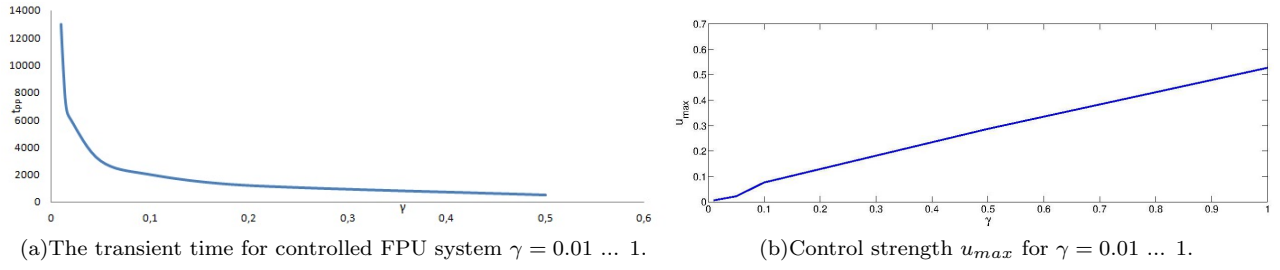 14000
12000
10000
8000
6000
4000
2000
0
tpp
0 0,1 0,2 0,3 0,4 0,5 0,6
γ
(a)The transient time for controlled FPU system γ = 0.01 ... 1.
0.7
0.6
0.5
0.4
0.3
0.2
0.1
0
u_max
0 0.1 0.2 0.3 0.4 0.5 0.6 0.7 0.8 0.9 1
γ
(b)Control strength u_max for γ = 0.01 ... 1.